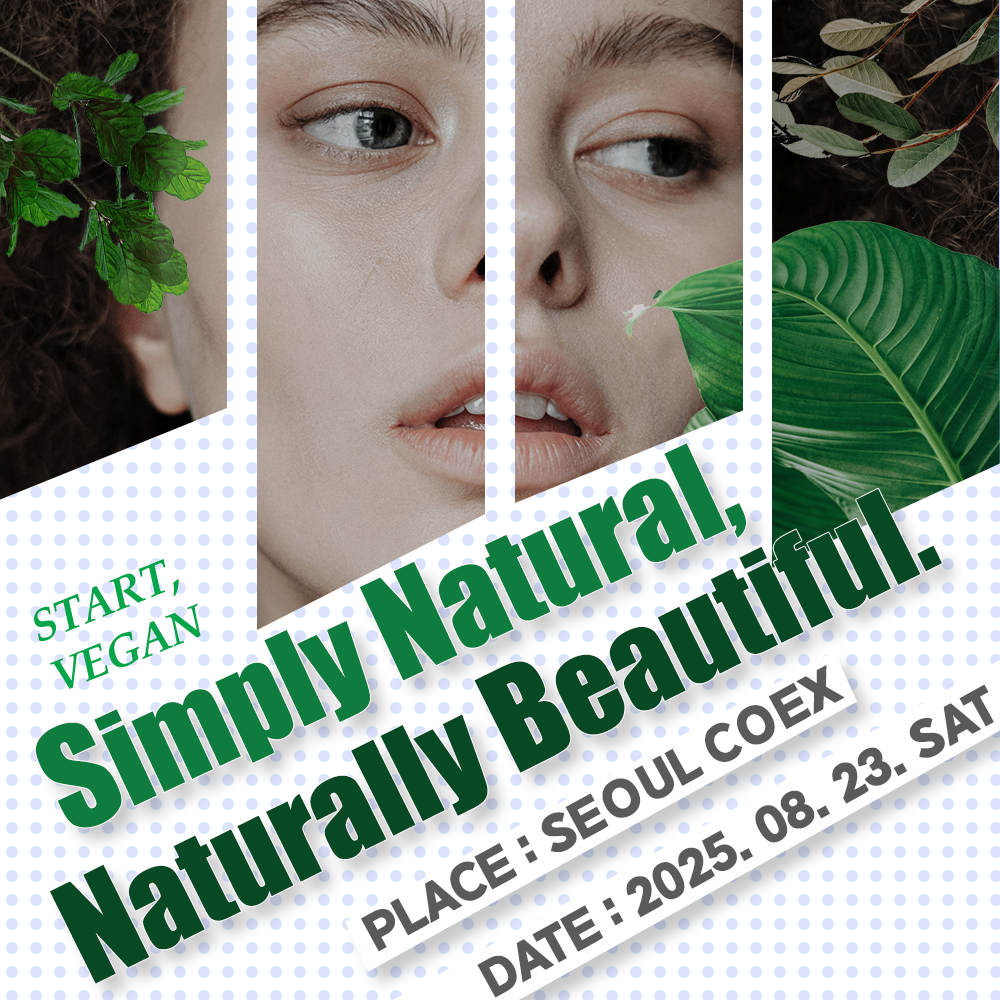 START,
VEGAN
Simply Natural,
Naturally Beautiful.
PLACE : SEOUL COEX
DATE : 2025. 08. 23. SAT